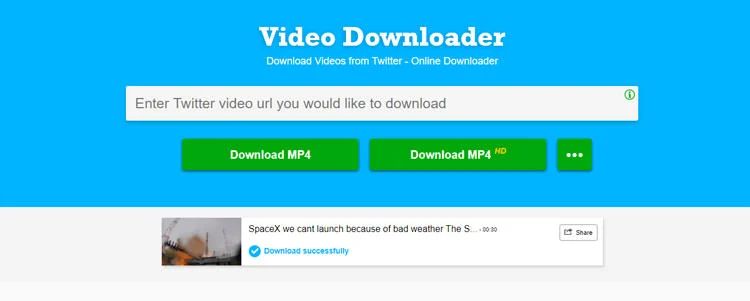 Video Downloader
Download Videos from Twitter - Online Downloader
Enter Twitter video url you would like to download
Download MP4
Download MP4 HD
SpaceX we cant launch because of bad weather The S... - 00:30
Share
Download successfully